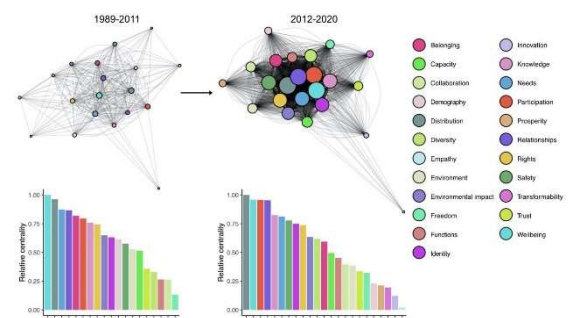 1989-2011
2012-2020
Belonging
Capacity
Collaboration
Demography
Distribution
Diversity
Empathy
Environment
Environmental impact
Freedom
Functions
Identity
Innovation
Knowledge
Needs
Participation
Prosperity
Relationships
Rights
Safety
Transformability
Trust
Wellbeing
Relative centrality
1.00
0.75
0.50
0.25
0.00
Relative centrality
1.00
0.75
0.50
0.25
0.00